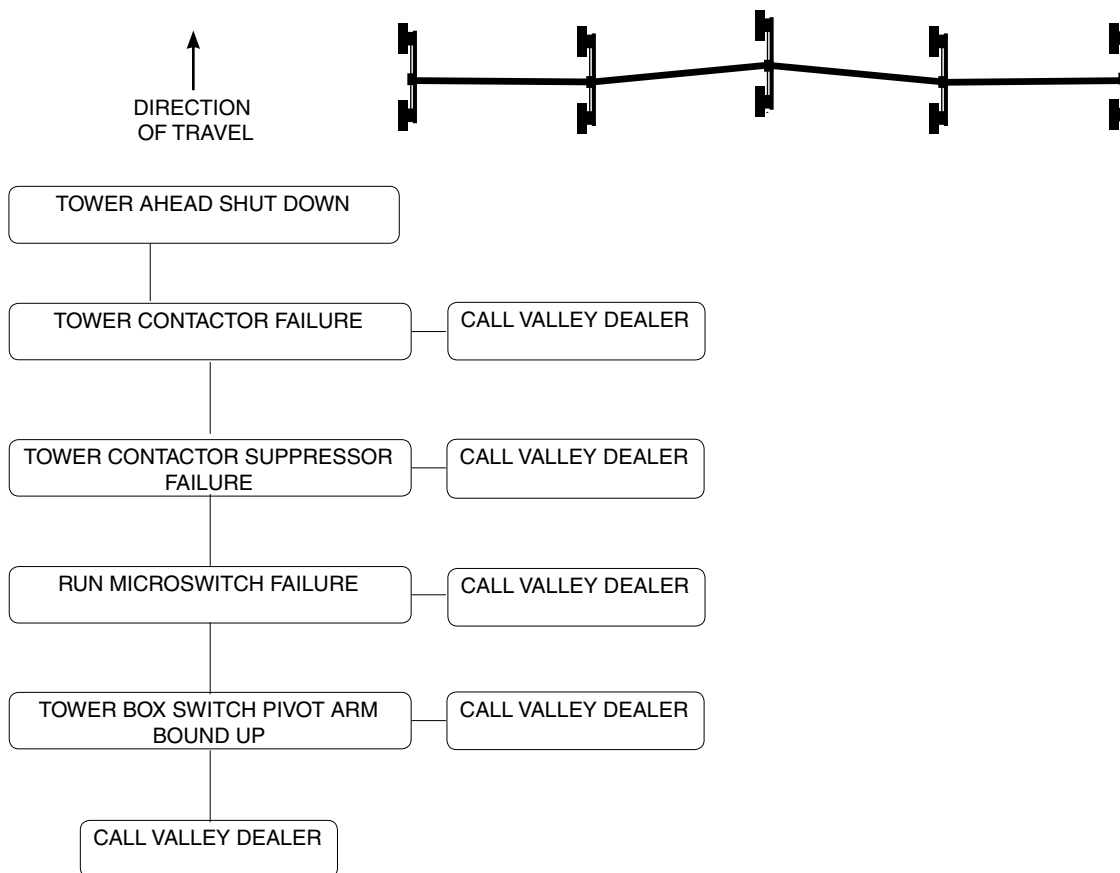 DIRECTION
OF TRAVEL
TOWER AHEAD SHUT DOWN
TOWER CONTACTOR FAILURE
CALL VALLEY DEALER
TOWER CONTACTOR SUPPRESSOR
FAILURE
CALL VALLEY DEALER
RUN MICROSWITCH FAILURE
CALL VALLEY DEALER
TOWER BOX SWITCH PIVOT ARM
BOUND UP
CALL VALLEY DEALER
CALL VALLEY DEALER